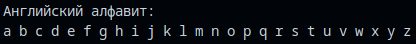 Английский алфавит:
a b c d e f g h i j k l m n o p q r s t u v w x y z